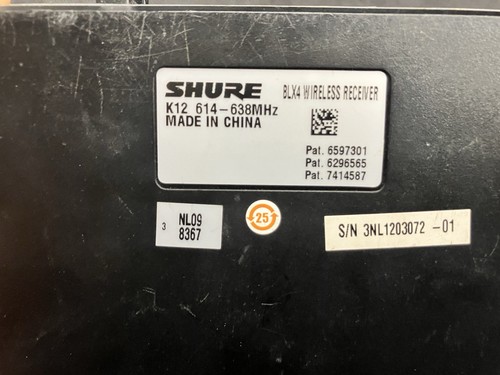 SHURE
BLX4 WIRELESS RECEIVER
K12 614-638MHz
MADE IN CHINA
Pat. 6597301
Pat. 6296565
Pat. 7414587
3
NL09
8367
25
S/N 3NL1203072 -01